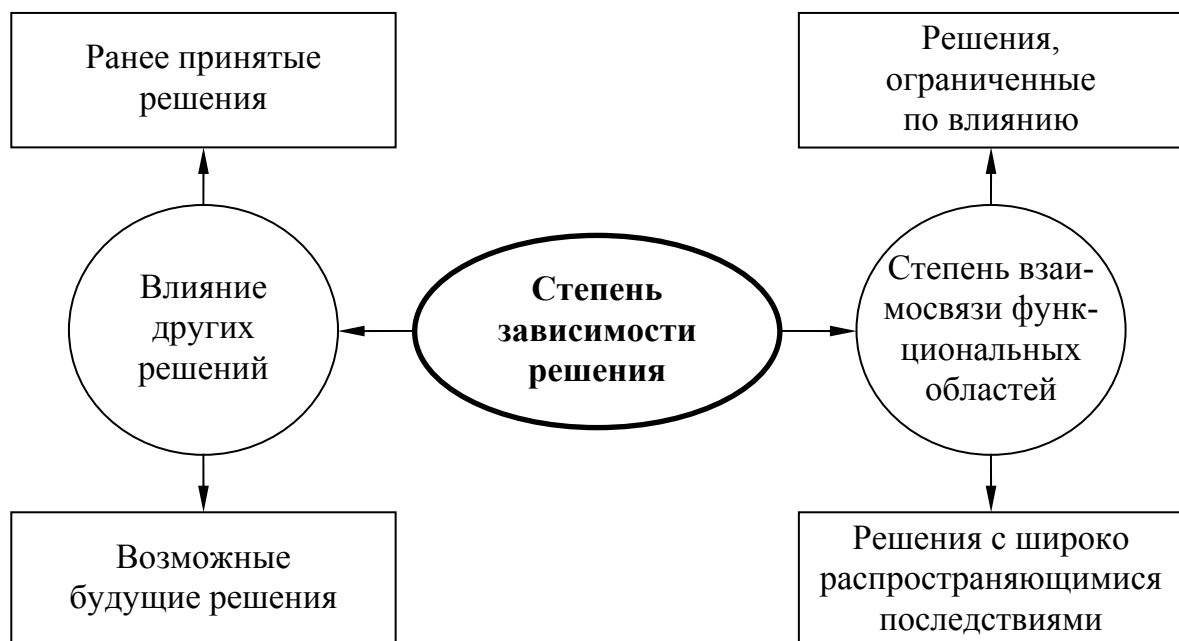 Ранее принятые
решения
Решения,
ограниченные
по влиянию
Влияние
других
решений
Степень
зависимости
решения
Степень взаи-
мосвязи функ-
циональных
областей
Возможные
будущие решения
Решения с широко
распространяющимися
последствиями